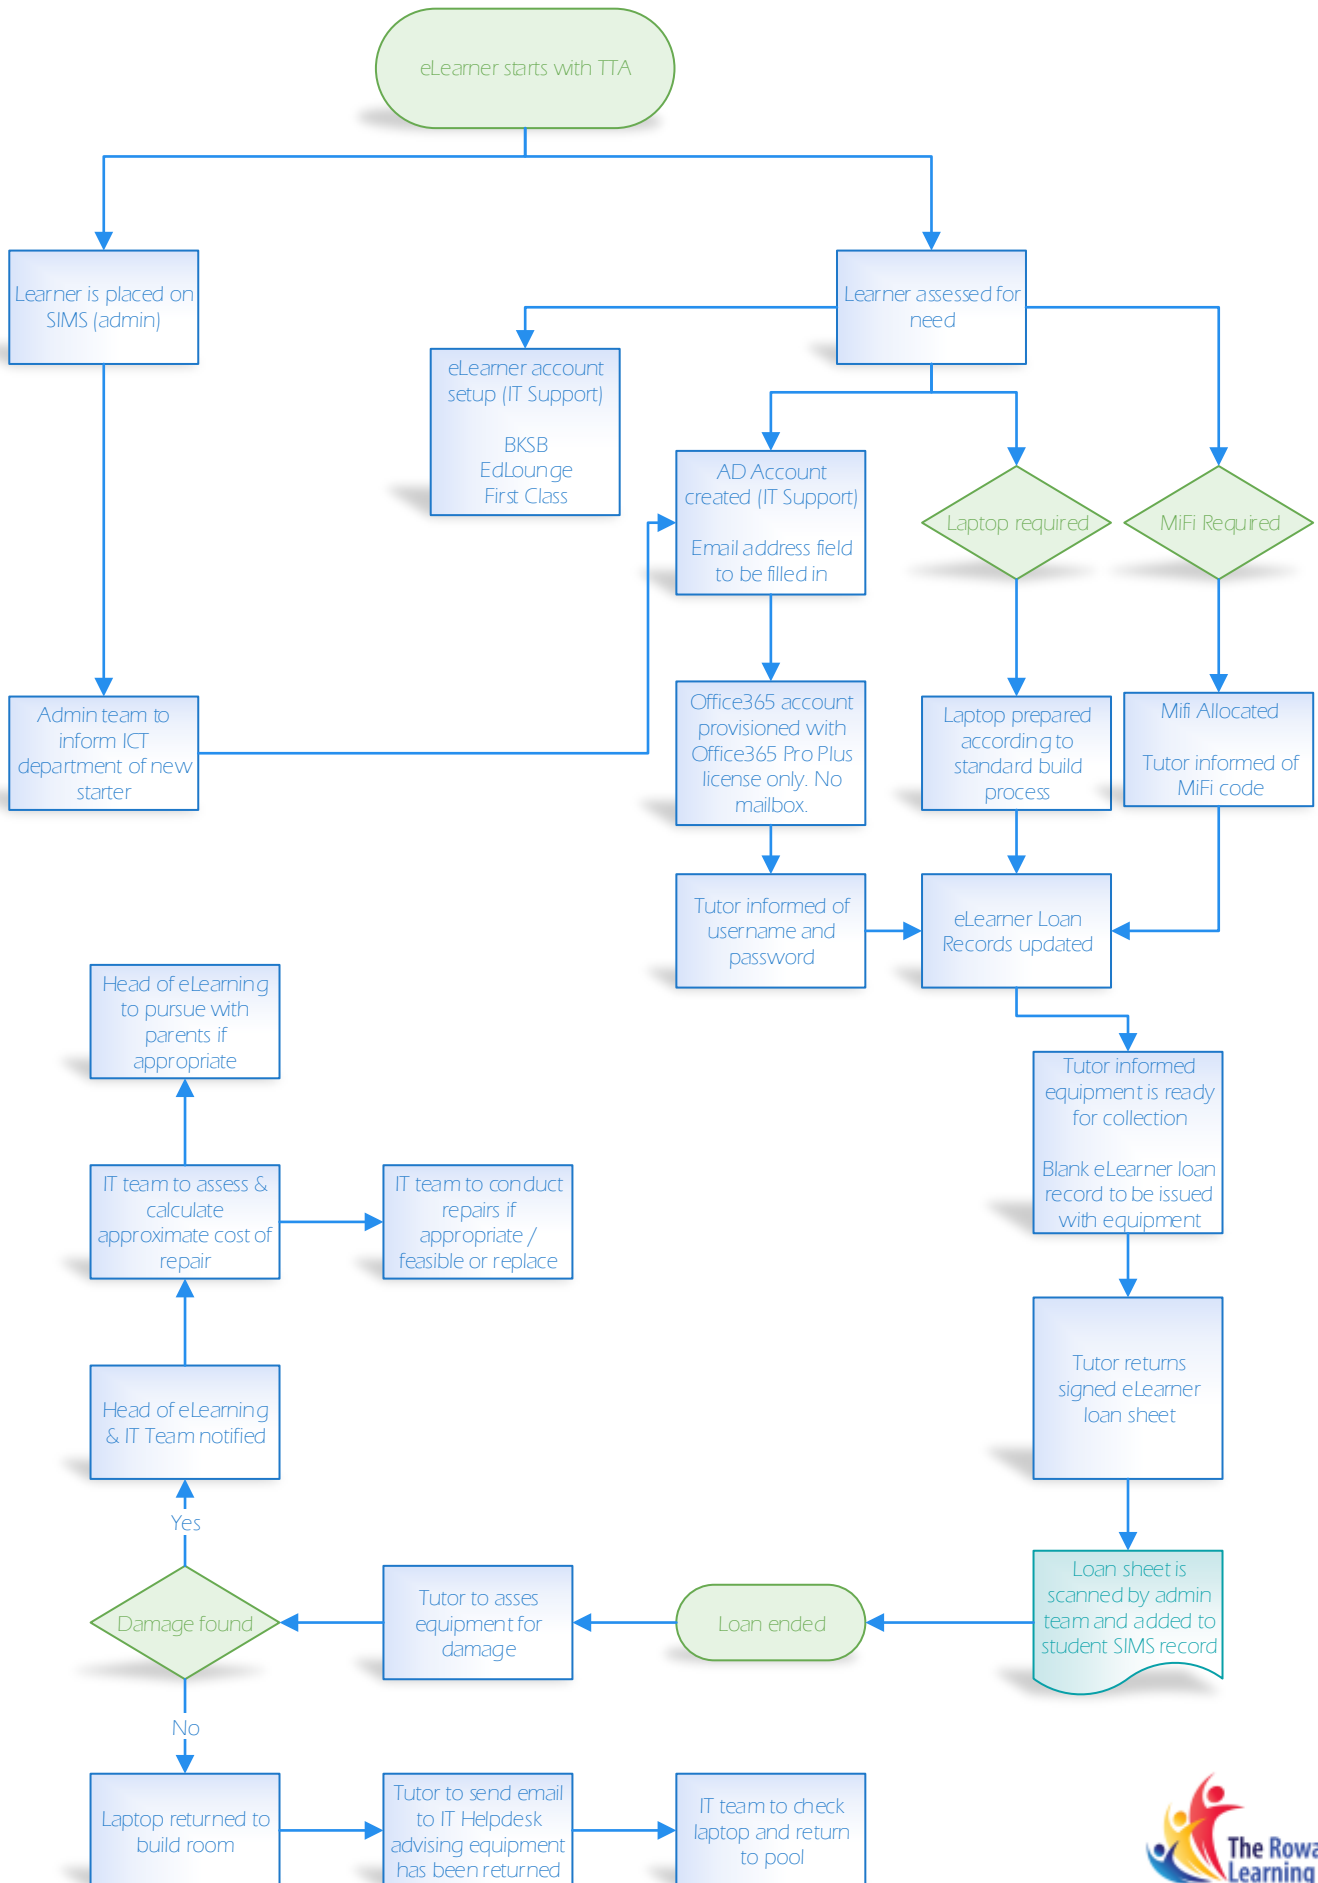 eLearner starts with TTA
Learner is placed on
SIMS (admin)
Learner assessed for
need
eLearner account
setup (IT Support)
BKSB
EdLounge
First Class
AD Account
created (IT Support)
Email address field
to be filled in
Laptop required
MiFi Required
Admin team to
inform ICT
department of new
starter
Office365 account
provisioned with
Office365 Pro Plus
license only. No
mailbox.
Laptop prepared
according to
standard build
process
Mifi Allocated
Tutor informed of
MiFi code
Tutor informed of
username and
password
eLearner Loan
Records updated
Head of eLearning
to pursue with
parents if
appropriate
Tutor informed
equipment is ready
for collection
Blank eLearner loan
record to be issued
with equipment
IT team to assess &
calculate
approximate cost of
repair
IT team to conduct
repairs if
appropriate /
feasible or replace
Tutor returns
signed eLearner
loan sheet
Head of eLearning
& IT Team notified
Yes
Damage found
Tutor to asses
equipment for
damage
Loan ended
Loan sheet is
scanned by admin
team and added to
student SIMS record
No
Laptop returned to
build room
Tutor to send email
to IT Helpdesk
advising equipment
has been returned
IT team to check
laptop and return
to pool
The Rowa
Learning